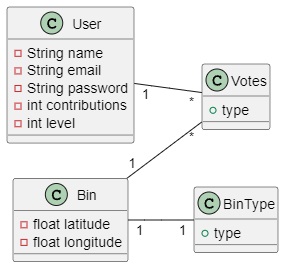 C User
String name
String email
String password
int contributions
int level
1
*
C Votes
type
1
*
C Bin
float latitude
float longitude
1
1
C BinType
type